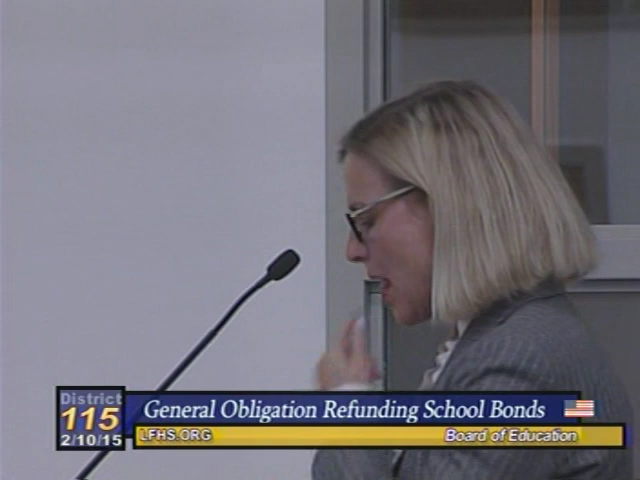 District
115
2/10/15
General Obligation Refunding School Bonds
LFHS.ORG Board of Education